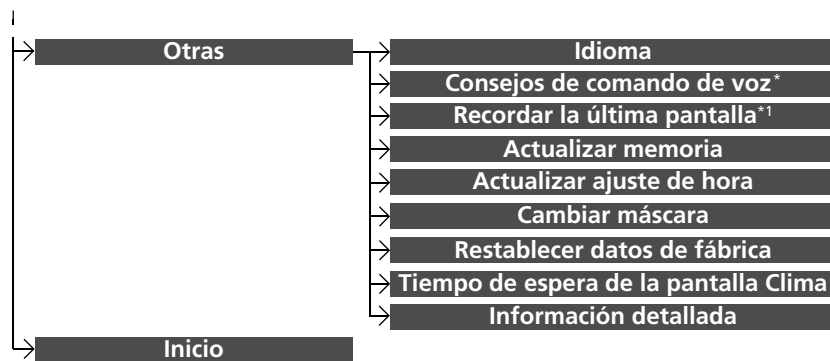 Otras
Idioma
Consejos de comando de voz*
Recordar la última pantalla*1
Actualizar memoria
Actualizar ajuste de hora
Cambiar máscara
Restablecer datos de fábrica
Tiempo de espera de la pantalla Clima
Información detallada
Inicio